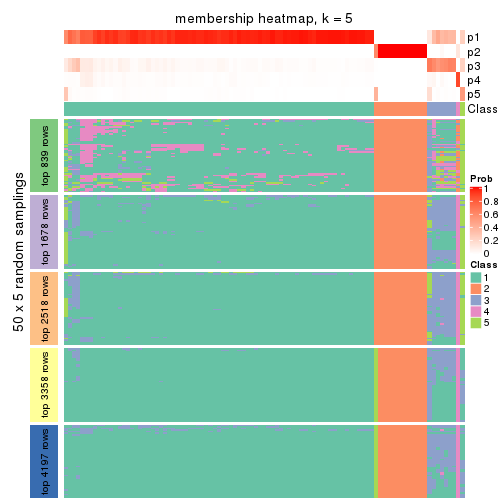 membership heatmap, k = 5
p1
p2
p3
p4
p5
Class
50 x 5 random samplings
top 839 rows
top 1678 rows
top 2518 rows
top 3358 rows
top 4197 rows
Prob
1
0.8
0.6
0.4
0.2
0
Class
1
2
3
4
5